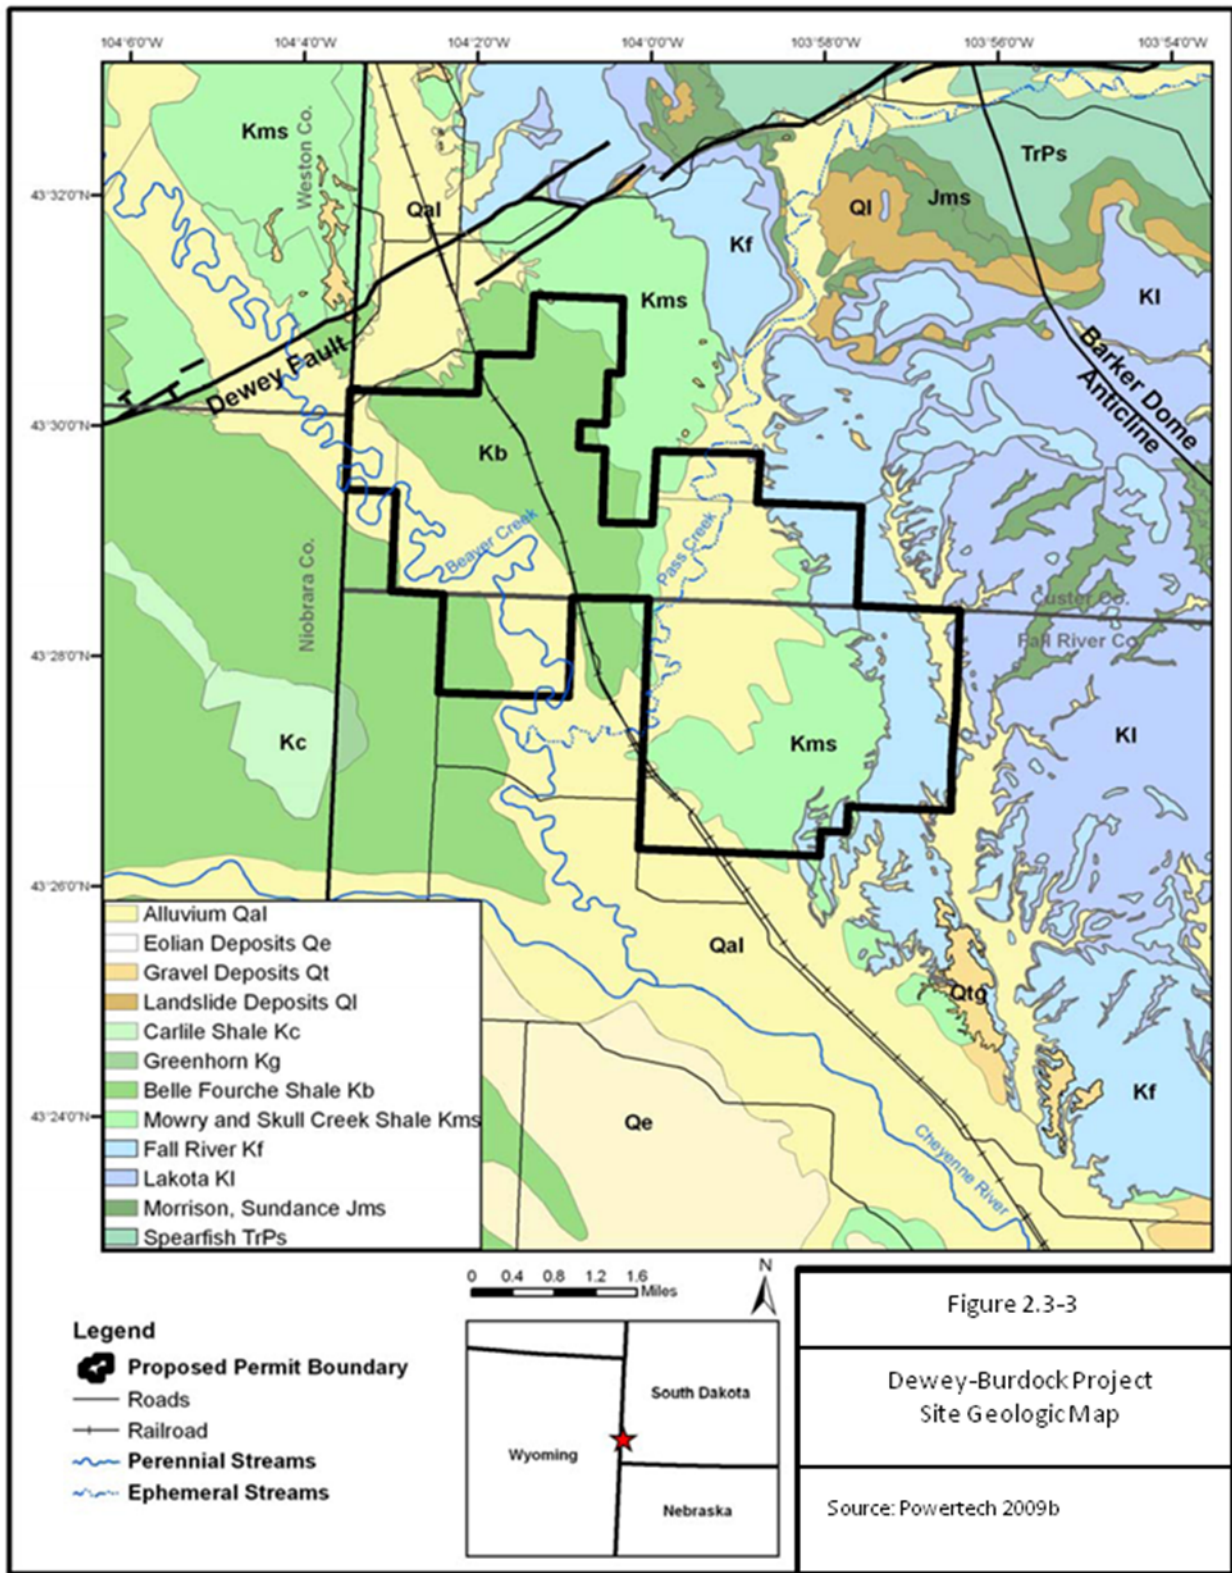 104°6'0"W 104°4'0"W 104°2'0"W 104°0'0"W 103°58'0"W 103°56'0"W 103°54'0"W
43°32'0"N
43°30'0"N
43°28'0"N
43°26'0"N
43°24'0"N
Kms
Weston Co.
Qal
TrPs
Ql
Jms
Kf
Kms
Kl
Dewey Fault
Barker Dome
Anticline
Kb
Beaver Creek
Pass Creek
Niobrara Co.
Custer Co.
Fall River Co.
Kc
Kms
Kl
Qal
Qtg
Kf
Qe
Cheyenne River
Alluvium Qal
Eolian Deposits Qe
Gravel Deposits Qt
Landslide Deposits Ql
Carlile Shale Kc
Greenhorn Kg
Belle Fourche Shale Kb
Mowry and Skull Creek Shale Kms
Fall River Kf
Lakota Kl
Morrison, Sundance Jms
Spearfish TrPs
0 0.4 0.8 1.2 1.6
Miles
N
Legend
Proposed Permit Boundary
Roads
Railroad
Perennial Streams
Ephemeral Streams
South Dakota
Wyoming
Nebraska
Figure 2.3-3
Dewey-Burdock Project
Site Geologic Map
Source: Powertech 2009b